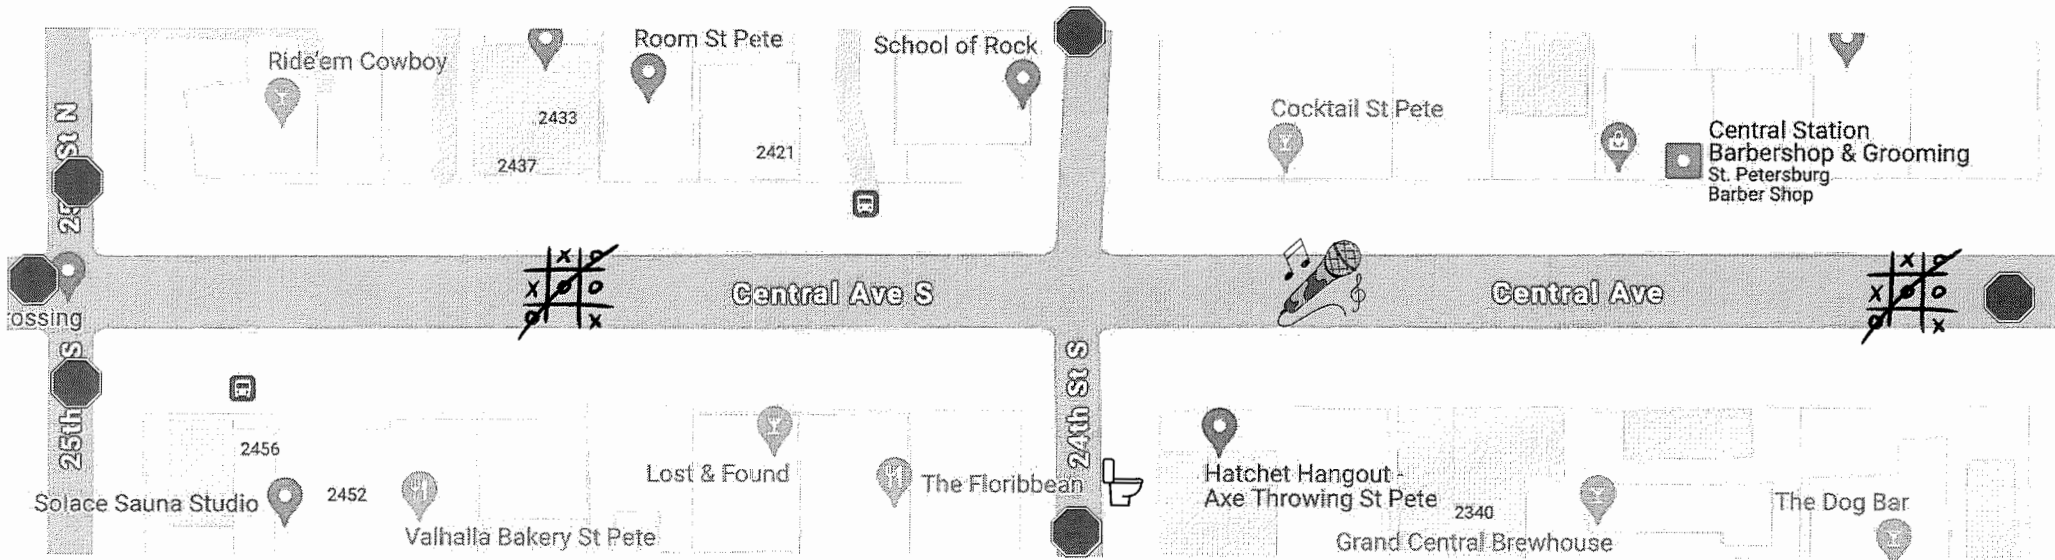 Ride'em Cowboy
Room St Pete
School of Rock
2433
2437
2421
Cocktail St Pete
Central Station
Barbershop & Grooming
St. Petersburg
Barber Shop
25 St N
X O
X O O
O X
Central Ave S
Central Ave
X O
X O O
O X
ossing
25th S
24th St S
2456
Solace Sauna Studio
2452
Valhalla Bakery St Pete
Lost & Found
The Floribbean
Hatchet Hangout -
Axe Throwing St Pete
2340
Grand Central Brewhouse
The Dog Bar